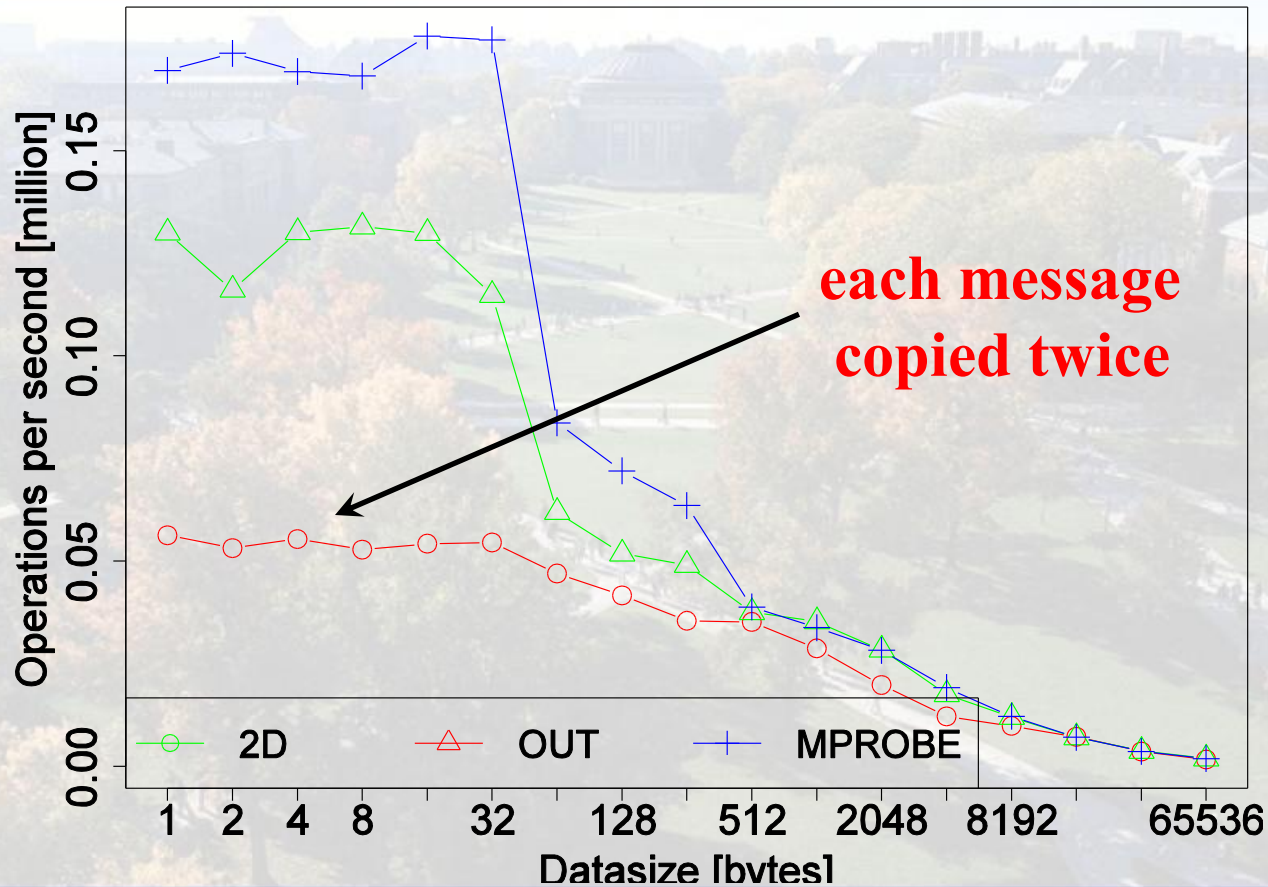 Operations per second [million]
0.15
0.10
0.05
0.00
each message
copied twice
2D OUT MPROBE
1 2 4 8 32 128 512 2048 8192 65536
Datasize [bytes]